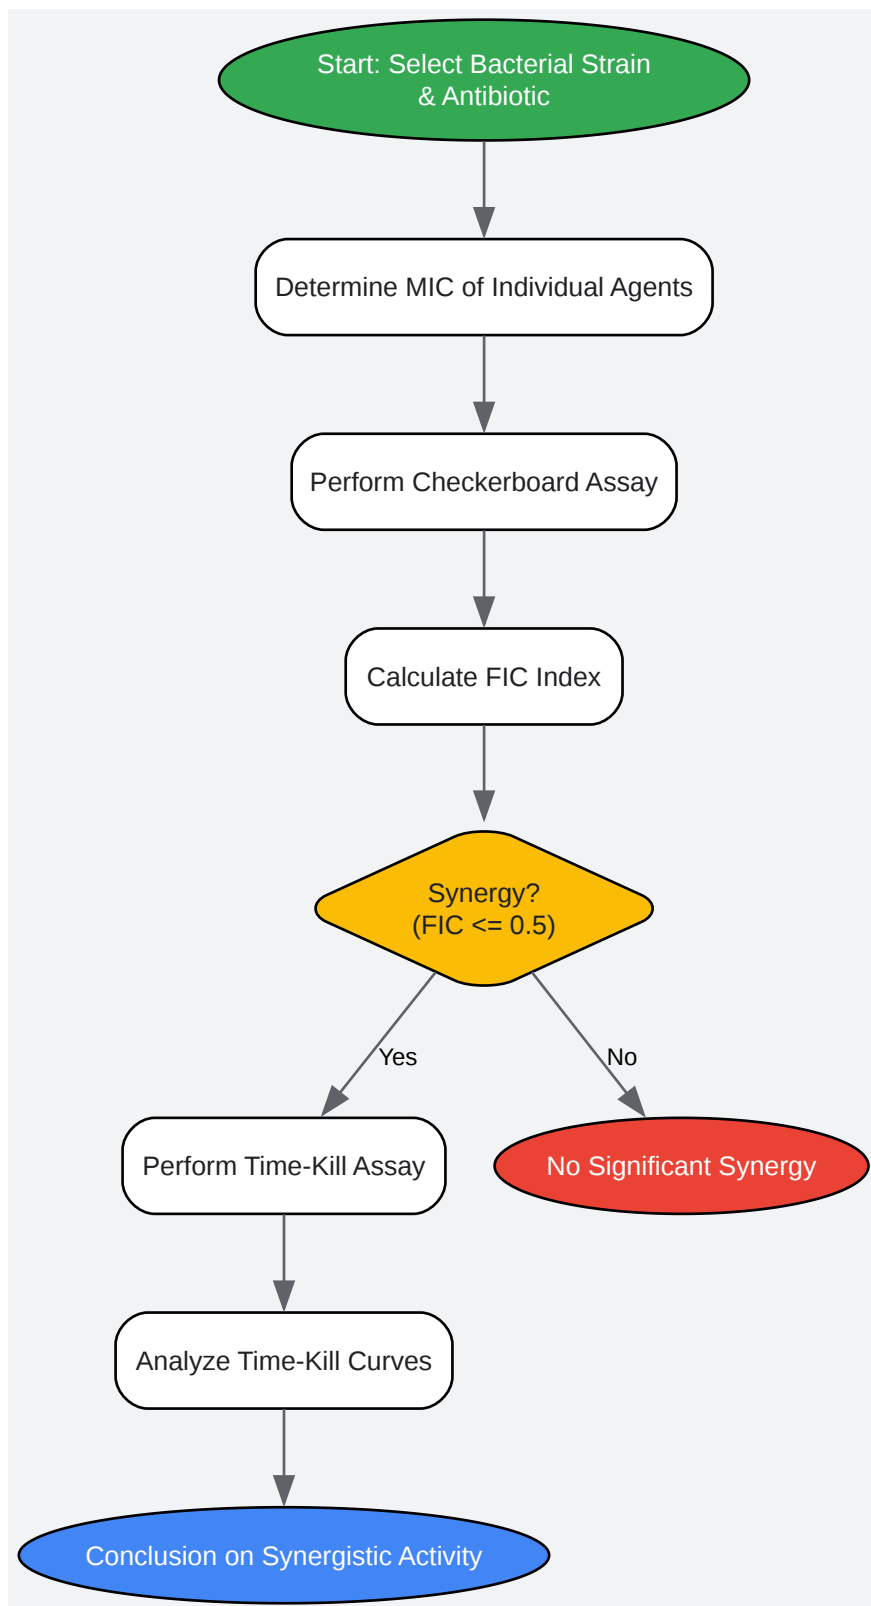 Start: Select Bacterial Strain
& Antibiotic
Determine MIC of Individual Agents
Perform Checkerboard Assay
Calculate FIC Index
Synergy?
(FIC <= 0.5)
Yes
No
Perform Time-Kill Assay
No Significant Synergy
Analyze Time-Kill Curves
Conclusion on Synergistic Activity